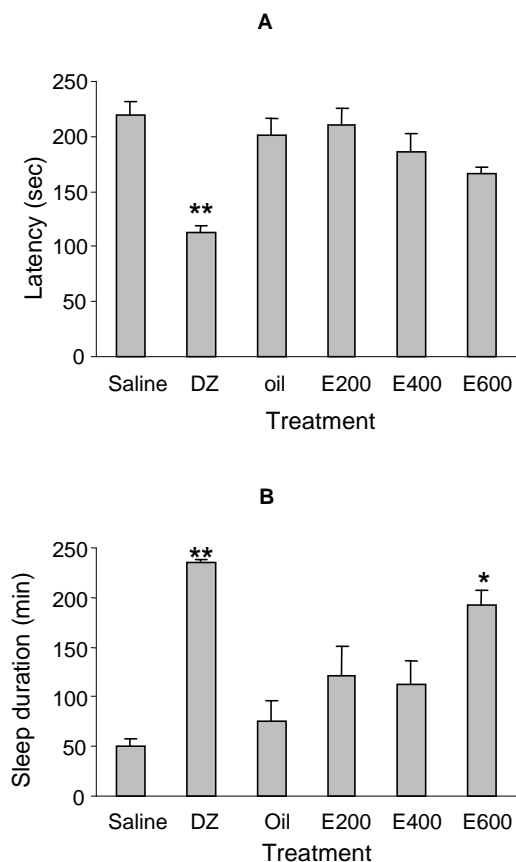 A
Latency (sec)
250
200
150
100
50
0
**
Saline DZ oil E200 E400 E600
Treatment
B
Sleep duration (min)
250
200
150
100
50
0
**
*
Saline DZ Oil E200 E400 E600
Treatment